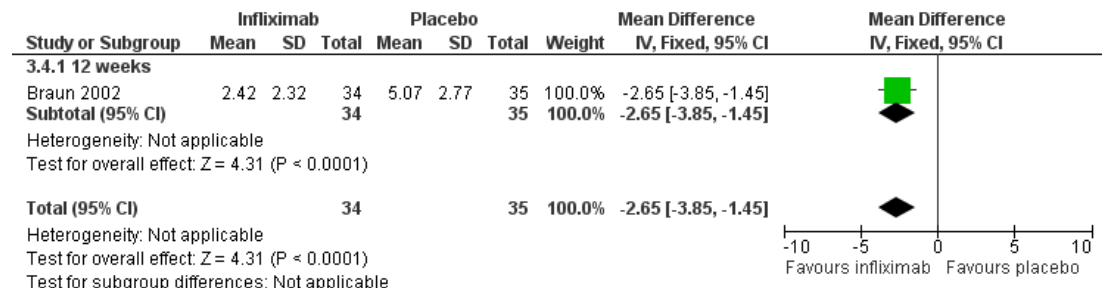 Infliximab Placebo Mean Difference Mean Difference
Study or Subgroup Mean SD Total Mean SD Total Weight IV, Fixed, 95% CI IV, Fixed, 95% CI
3.4.1 12 weeks
Braun 2002 2.42 2.32 34 5.07 2.77 35 100.0% -2.65 [-3.85, -1.45]
Subtotal (95% CI) 34 35 100.0% -2.65 [-3.85, -1.45]
Heterogeneity: Not applicable
Test for overall effect: Z = 4.31 (P < 0.0001)
Total (95% CI) 34 35 100.0% -2.65 [-3.85, -1.45]
Heterogeneity: Not applicable
Test for overall effect: Z = 4.31 (P < 0.0001)
Test for subgroup differences: Not applicable
-10 -5 0 5 10
Favours infliximab Favours placebo